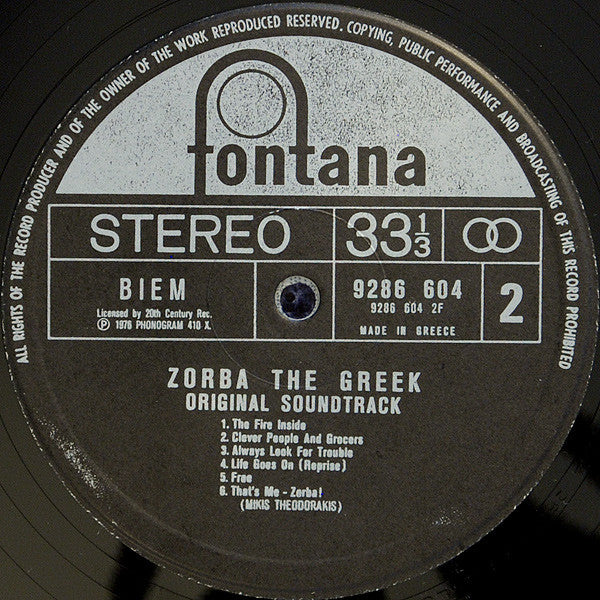 ALL RIGHTS OF THE RECORD PRODUCER AND OF THE OWNER OF THE WORK REPRODUCED RESERVED. COPYING, PUBLIC PERFORMANCE AND BROADCASTING OF THIS RECORD PROHIBITED
fontana
STEREO
33 1/3
BIEM
Licensed by 20th Century Rec.
Ⓟ 1976 PHONOGRAM 410 X.
9286 604
9286 604 2F
MADE IN GREECE
2
ZORBA THE GREEK
ORIGINAL SOUNDTRACK
1. The Fire Inside
2. Clever People And Grocers
3. Always Look For Trouble
4. Life Goes On (Reprise)
5. Free
6. That's Me - Zorba!
(MIKIS THEODORAKIS)